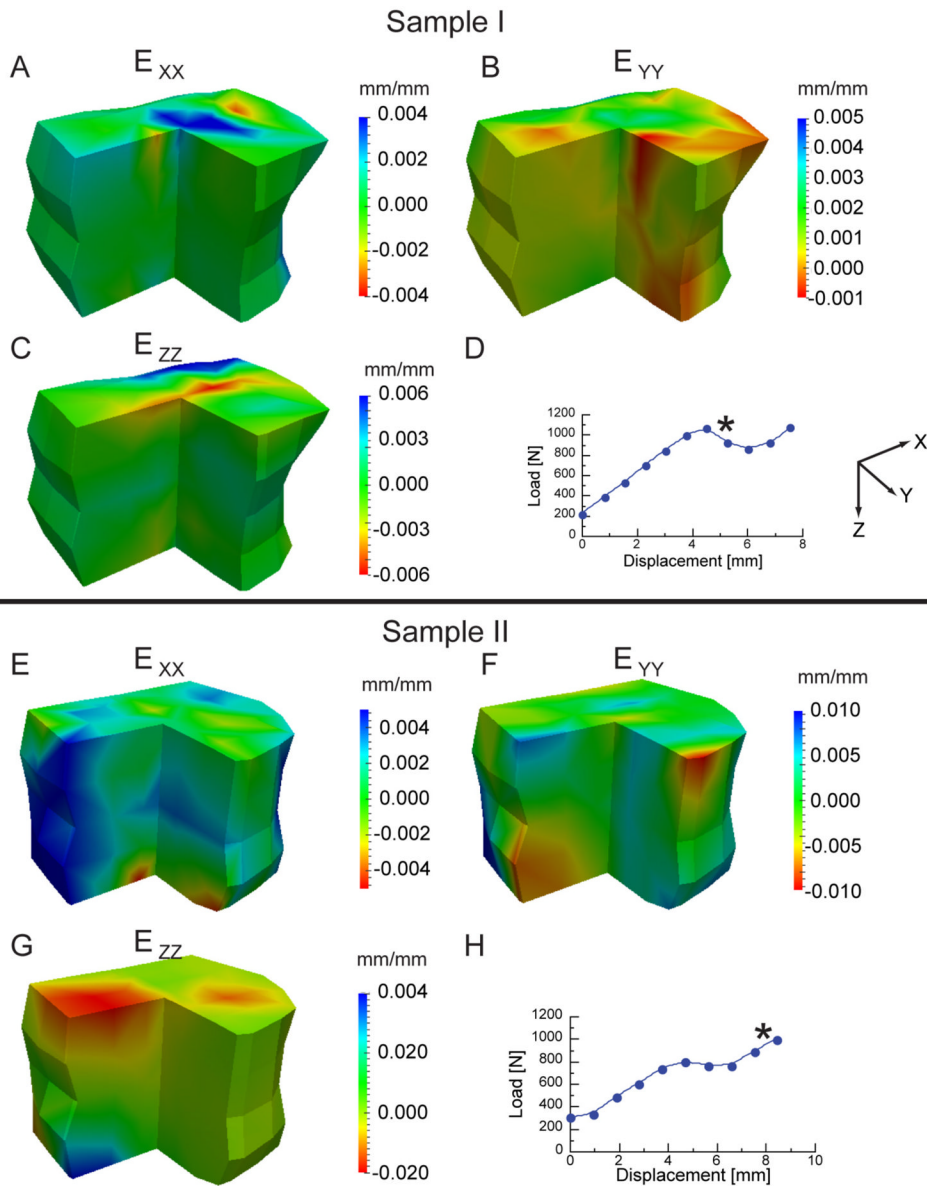 Sample I
A
E XX
mm/mm
0.004
0.002
0.000
-0.002
-0.004
B
E YY
mm/mm
0.005
0.004
0.003
0.002
0.001
0.000
-0.001
C
E ZZ
mm/mm
0.006
0.003
0.000
-0.003
-0.006
D
Load [N]
1200
1000
800
600
400
200
0
0 2 4 6 8
*
Displacement [mm]
X
Y
Z
Sample II
E
E XX
mm/mm
0.004
0.002
0.000
-0.002
-0.004
F
E YY
mm/mm
0.010
0.005
0.000
-0.005
-0.010
G
E ZZ
mm/mm
0.004
0.020
0.000
-0.020
H
Load [N]
1200
1000
800
600
400
200
0
0 2 4 6 8 10
*
Displacement [mm]